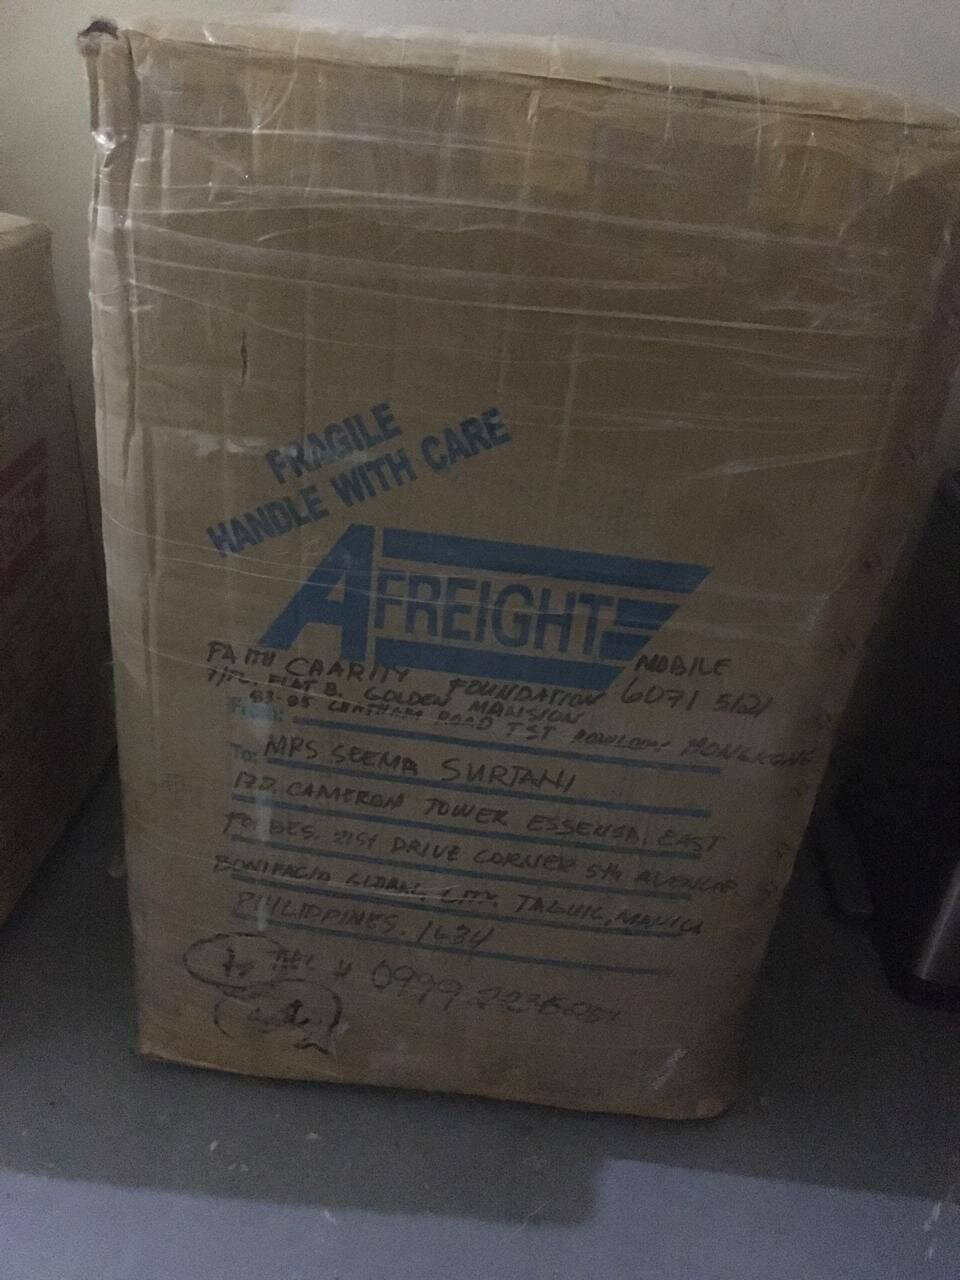 FRAGILE
HANDLE WITH CARE
AFREIGHT
FAITH CHARITY FOUNDATION
MOBILE
6071 5121
7/FL, FLAT B. GOLDEN MANSION
83-85 CHATHAM ROAD TST KOWLOON HONGKONG
From:
To: MRS SEEMA SURTANI
CAMERON TOWER ESSENSA, EAST
FORBES. 21ST DRIVE CORNER 5th AVENUE
BONIFACIO GLOBAL CITY, TAGUIG, MANILA
PHILIPPINES. 1634
TEL # 0999